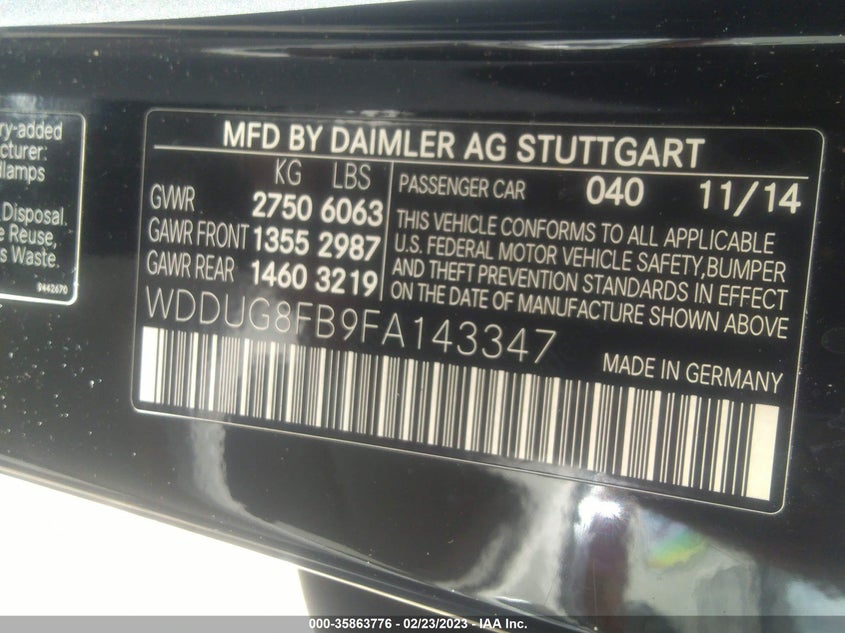 ry-added
cturer:
dlamps
Disposal.
e Reuse,
s Waste.
9442670
MFD BY DAIMLER AG STUTTGART
KG LBS
GVWR 2750 6063
GAWR FRONT 1355 2987
GAWR REAR 1460 3219
PASSENGER CAR 040 11/14
THIS VEHICLE CONFORMS TO ALL APPLICABLE
U.S. FEDERAL MOTOR VEHICLE SAFETY,BUMPER
AND THEFT PREVENTION STANDARDS IN EFFECT
ON THE DATE OF MANUFACTURE SHOWN ABOVE
WDDUG8FB9FA143347
MADE IN GERMANY
000-35863776 - 02/23/2023 - IAA Inc.